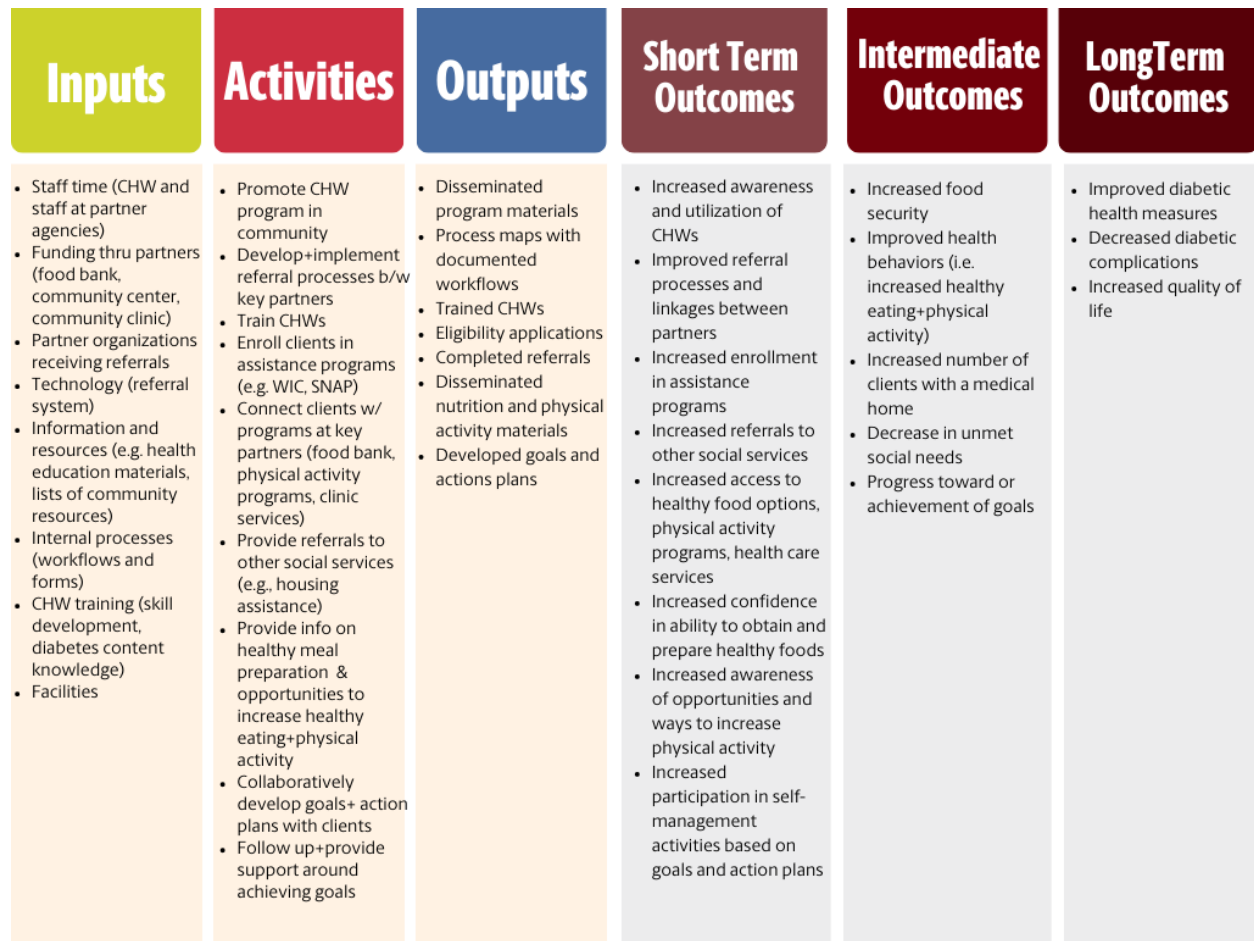 Inputs
• Staff time (CHW and
staff at partner
agencies)
• Funding thru partners
(food bank,
community center,
community clinic)
• Partner organizations
receiving referrals
• Technology (referral
system)
• Information and
resources (e.g. health
education materials,
lists of community
resources)
• Internal processes
(workflows and
forms)
• CHW training (skill
development,
diabetes content
knowledge)
• Facilities
Activities
• Promote CHW
program in
community
• Develop+implement
referral processes b/w
key partners
• Train CHWs
• Enroll clients in
assistance programs
(e.g. WIC, SNAP)
• Connect clients w/
programs at key
partners (food bank,
physical activity
programs, clinic
services)
• Provide referrals to
other social services
(e.g., housing
assistance)
• Provide info on
healthy meal
preparation &
opportunities to
increase healthy
eating+physical
activity
• Collaboratively
develop goals+ action
plans with clients
• Follow up+provide
support around
achieving goals
Outputs
• Disseminated
program materials
• Process maps with
documented
workflows
• Trained CHWs
• Eligibility applications
• Completed referrals
• Disseminated
nutrition and physical
activity materials
• Developed goals and
actions plans
Short Term
Outcomes
• Increased awareness
and utilization of
CHWs
• Improved referral
processes and
linkages between
partners
• Increased enrollment
in assistance
programs
• Increased referrals to
other social services
• Increased access to
healthy food options,
physical activity
programs, health care
services
• Increased confidence
in ability to obtain and
prepare healthy foods
• Increased awareness
of opportunities and
ways to increase
physical activity
• Increased
participation in self-
management
activities based on
goals and action plans
Intermediate
Outcomes
• Increased food
security
• Improved health
behaviors (i.e.
increased healthy
eating+physical
activity)
• Increased number of
clients with a medical
home
• Decrease in unmet
social needs
• Progress toward or
achievement of goals
LongTerm
Outcomes
• Improved diabetic
health measures
• Decreased diabetic
complications
• Increased quality of
life